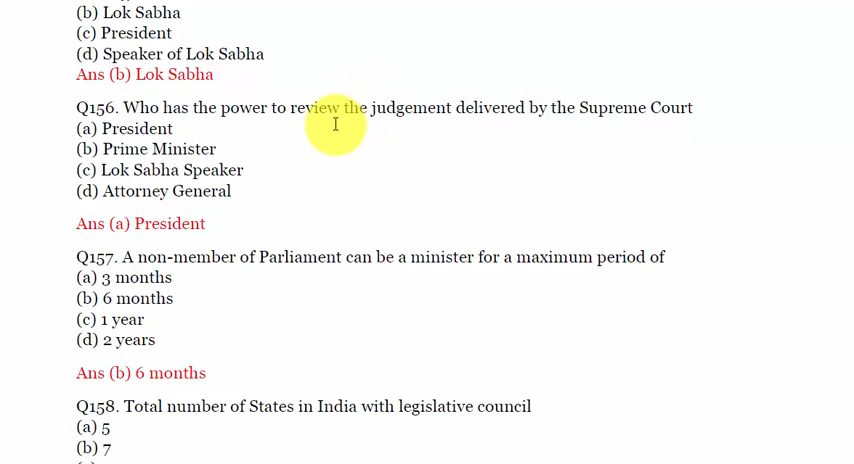 (b) Lok Sabha
(c) President
(d) Speaker of Lok Sabha
Ans (b) Lok Sabha
Q156. Who has the power to review the judgement delivered by the Supreme Court
(a) President
(b) Prime Minister
(c) Lok Sabha Speaker
(d) Attorney General
Ans (a) President
Q157. A non-member of Parliament can be a minister for a maximum period of
(a) 3 months
(b) 6 months
(c) 1 year
(d) 2 years
Ans (b) 6 months
Q158. Total number of States in India with legislative council
(a) 5
(b) 7